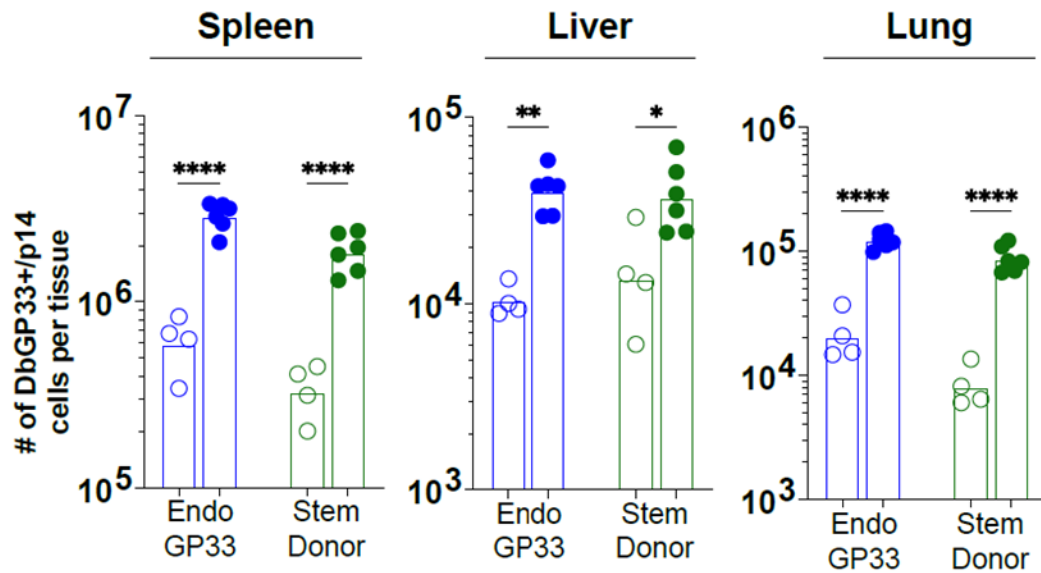 Spleen
Liver
Lung
# of DbGP33+/p14
cells per tissue
10^7
10^6
10^5
****
****
Endo
GP33
Stem
Donor
10^5
10^4
10^3
**
*
Endo
GP33
Stem
Donor
10^6
10^5
10^4
10^3
****
****
Endo
GP33
Stem
Donor